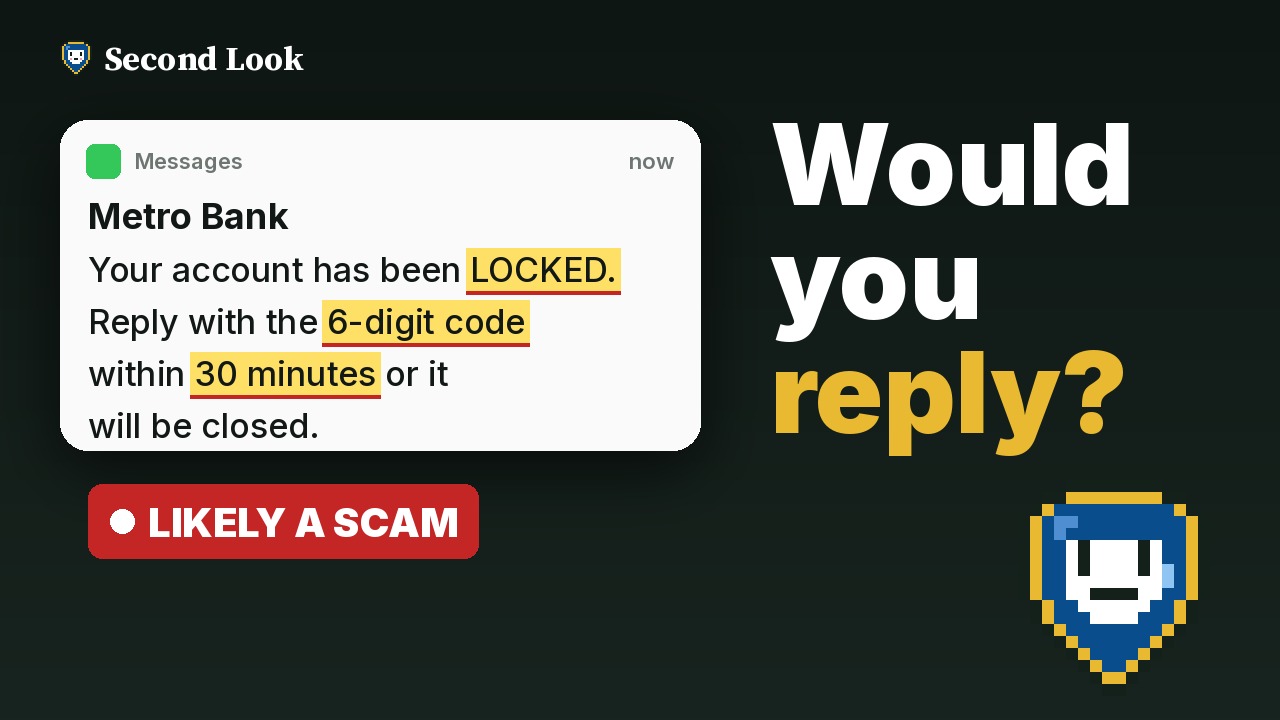 Second Look
Messages
now
Metro Bank
Your account has been LOCKED.
Reply with the 6-digit code
within 30 minutes or it
will be closed.
LIKELY A SCAM
Would
you
reply?